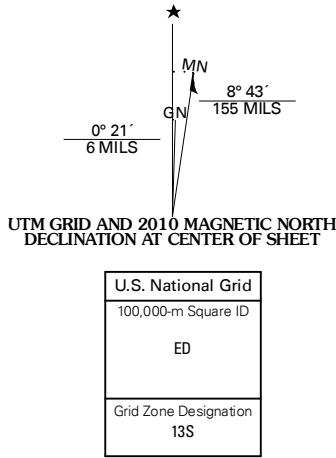 ★
MN
GN
8° 43´
155 MILS
0° 21´
6 MILS
UTM GRID AND 2010 MAGNETIC NORTH
DECLINATION AT CENTER OF SHEET
U.S. National Grid
100,000-m Square ID
ED
Grid Zone Designation
13S